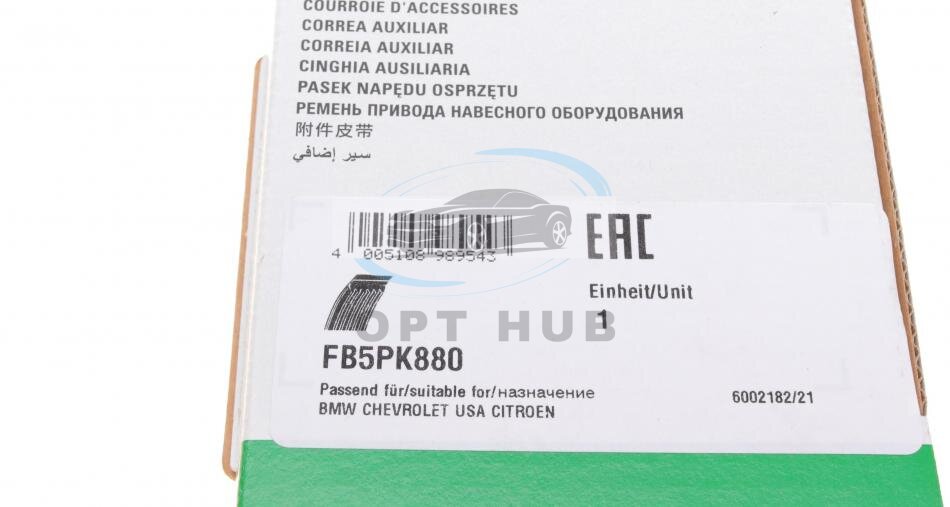 COURROIE D'ACCESSOIRES
CORREA AUXILIAR
CORREIA AUXILIAR
CINGHIA AUSILIARIA
PASEK NAPĘDU OSPRZĘTU
РЕМЕНЬ ПРИВОДА НАВЕСНОГО ОБОРУДОВАНИЯ
附件皮带
سير إضافي
EAC
4 005108 989543
Einheit/Unit
1
OPT HUB
FB5PK880
Passend für/suitable for/назначение
6002182/21
BMW CHEVROLET USA CITROEN